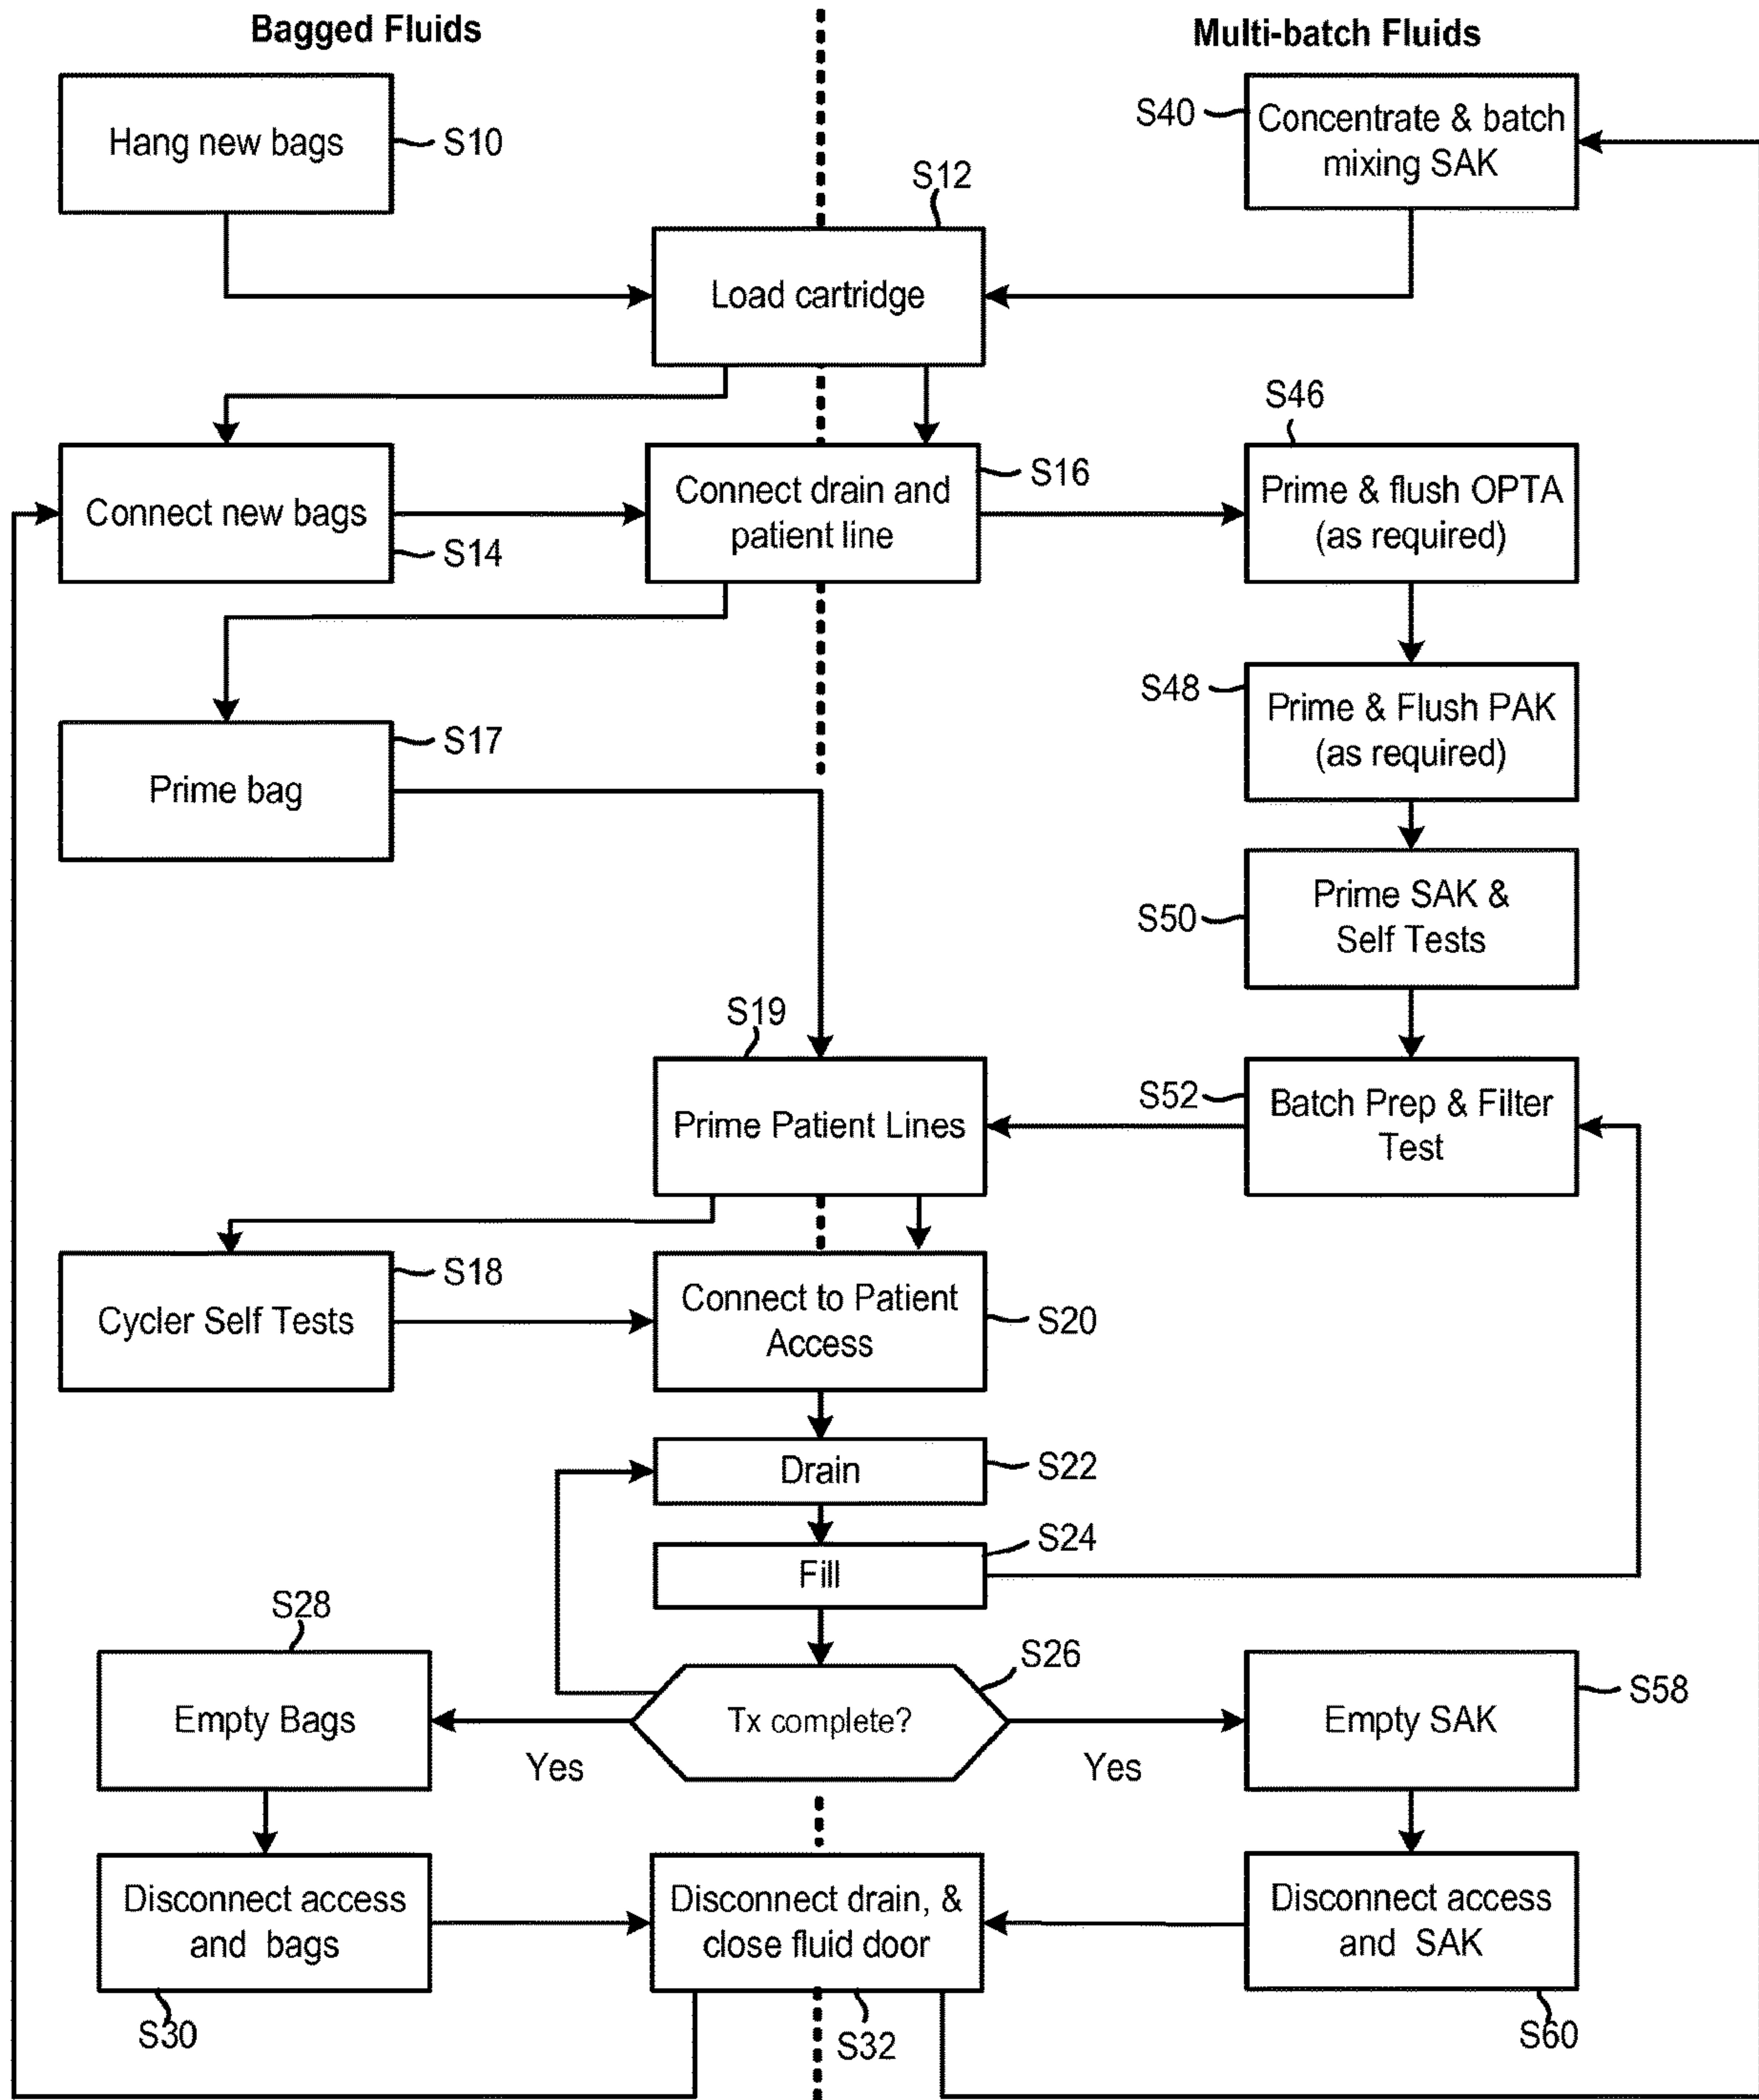 Bagged Fluids
Multi-batch Fluids
Hang new bags
S10
S40
Concentrate & batch
mixing SAK
S12
Load cartridge
S46
Connect new bags
S14
Connect drain and
patient line
S16
Prime & flush OPTA
(as required)
S48
Prime & Flush PAK
(as required)
S17
Prime bag
S50
Prime SAK &
Self Tests
S19
Prime Patient Lines
S52
Batch Prep & Filter
Test
S18
Cycler Self Tests
Connect to Patient
Access
S20
Drain
S22
Fill
S24
S28
Empty Bags
S26
Tx complete?
Yes
Yes
Empty SAK
S58
Disconnect access
and bags
S30
Disconnect drain, &
close fluid door
S32
Disconnect access
and SAK
S60